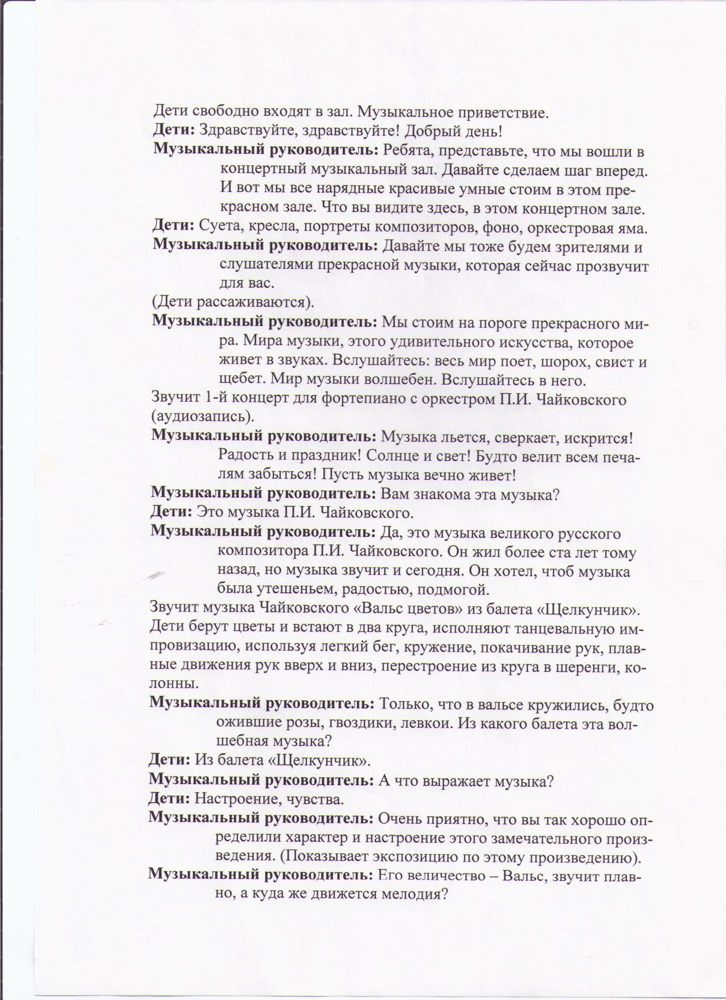 Дети свободно входят в зал. Музыкальное приветствие.
Дети: Здравствуйте, здравствуйте! Добрый день!
Музыкальный руководитель: Ребята, представьте, что мы вошли в
концертный музыкальный зал. Давайте сделаем шаг вперед.
И вот мы все нарядные красивые умные стоим в этом пре-
красном зале. Что вы видите здесь, в этом концертном зале.
Дети: Суета, кресла, портреты композиторов, фоно, оркестровая яма.
Музыкальный руководитель: Давайте мы тоже будем зрителями и
слушателями прекрасной музыки, которая сейчас прозвучит
для вас.
(Дети рассаживаются).
Музыкальный руководитель: Мы стоим на пороге прекрасного ми-
ра. Мира музыки, этого удивительного искусства, которое
живет в звуках. Вслушайтесь: весь мир поет, шорох, свист и
щебет. Мир музыки волшебен. Вслушайтесь в него.
Звучит 1-й концерт для фортепиано с оркестром П.И. Чайковского
(аудиозапись).
Музыкальный руководитель: Музыка льется, сверкает, искрится!
Радость и праздник! Солнце и свет! Будто велит всем печа-
лям забыться! Пусть музыка вечно живет!
Музыкальный руководитель: Вам знакома эта музыка?
Дети: Это музыка П.И. Чайковского.
Музыкальный руководитель: Да, это музыка великого русского
композитора П.И. Чайковского. Он жил более ста лет тому
назад, но музыка звучит и сегодня. Он хотел, чтоб музыка
была утешеньем, радостью, подмогой.
Звучит музыка Чайковского «Вальс цветов» из балета «Щелкунчик».
Дети берут цветы и встают в два круга, исполняют танцевальную им-
провизацию, используя легкий бег, кружение, покачивание рук, плав-
ные движения рук вверх и вниз, перестроение из круга в шеренги, ко-
лонны.
Музыкальный руководитель: Только, что в вальсе кружились, будто
ожившие розы, гвоздики, левкои. Из какого балета эта вол-
шебная музыка?
Дети: Из балета «Щелкунчик».
Музыкальный руководитель: А что выражает музыка?
Дети: Настроение, чувства.
Музыкальный руководитель: Очень приятно, что вы так хорошо оп-
ределили характер и настроение этого замечательного произ-
ведения. (Показывает экспозицию по этому произведению).
Музыкальный руководитель: Его величество – Вальс, звучит плав-
но, а куда же движется мелодия?